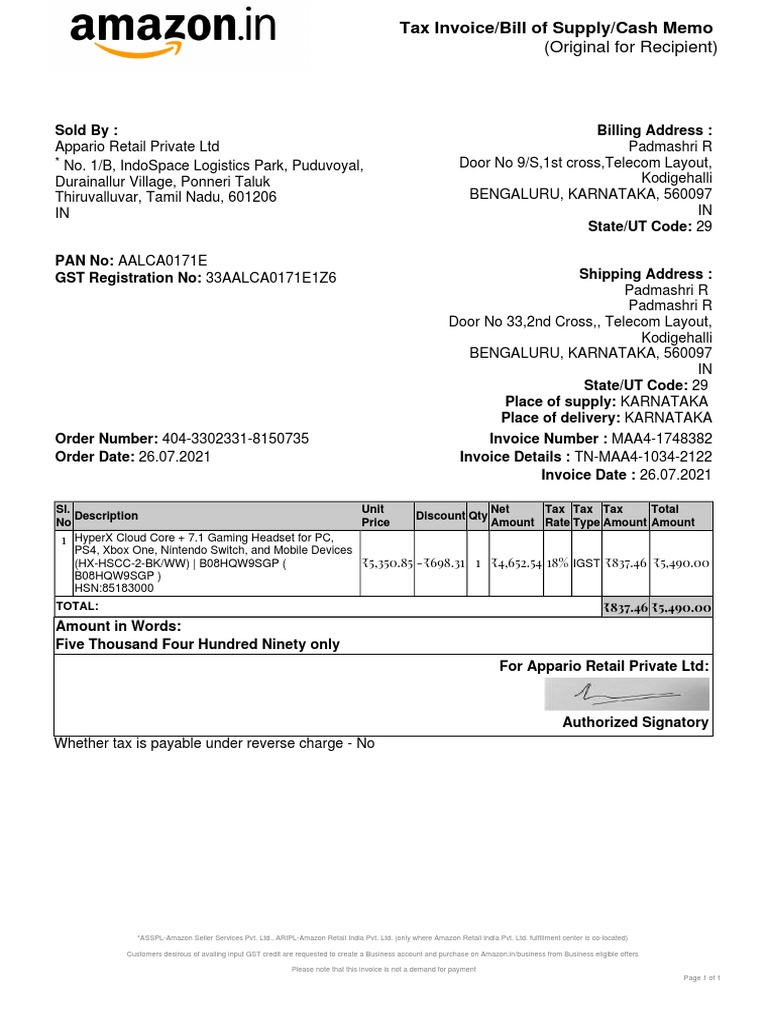 amazon.in
Tax Invoice/Bill of Supply/Cash Memo
(Original for Recipient)
Sold By :
Appario Retail Private Ltd
* No. 1/B, IndoSpace Logistics Park, Puduvoyal,
Durainallur Village, Ponneri Taluk
Thiruvalluvar, Tamil Nadu, 601206
IN
PAN No: AALCA0171E
GST Registration No: 33AALCA0171E1Z6
Billing Address :
Padmashri R
Door No 9/S,1st cross,Telecom Layout,
Kodigehalli
BENGALURU, KARNATAKA, 560097
IN
State/UT Code: 29
Shipping Address :
Padmashri R
Padmashri R
Door No 33,2nd Cross,, Telecom Layout,
Kodigehalli
BENGALURU, KARNATAKA, 560097
IN
State/UT Code: 29
Place of supply: KARNATAKA
Place of delivery: KARNATAKA
Order Number: 404-3302331-8150735
Order Date: 26.07.2021
Invoice Number : MAA4-1748382
Invoice Details : TN-MAA4-1034-2122
Invoice Date : 26.07.2021
Sl. No Description Unit Price Discount Qty Net Amount Tax Rate Tax Type Tax Amount Total Amount
1 HyperX Cloud Core + 7.1 Gaming Headset for PC,
PS4, Xbox One, Nintendo Switch, and Mobile Devices
(HX-HSCC-2-BK/WW) | B08HQW9SGP (
B08HQW9SGP )
HSN:85183000
₹5,350.85 -₹698.31 1 ₹4,652.54 18% IGST ₹837.46 ₹5,490.00
TOTAL: ₹837.46 ₹5,490.00
Amount in Words:
Five Thousand Four Hundred Ninety only
For Appario Retail Private Ltd:
Authorized Signatory
Whether tax is payable under reverse charge - No
*ASSPL-Amazon Seller Services Pvt. Ltd., ARIPL-Amazon Retail India Pvt. Ltd. (only where Amazon Retail India Pvt. Ltd. fulfillment center is co-located)
Customers desirous of availing input GST credit are requested to create a Business account and purchase on Amazon.in/business from Business eligible offers
Please note that this invoice is not a demand for payment
Page 1 of 1